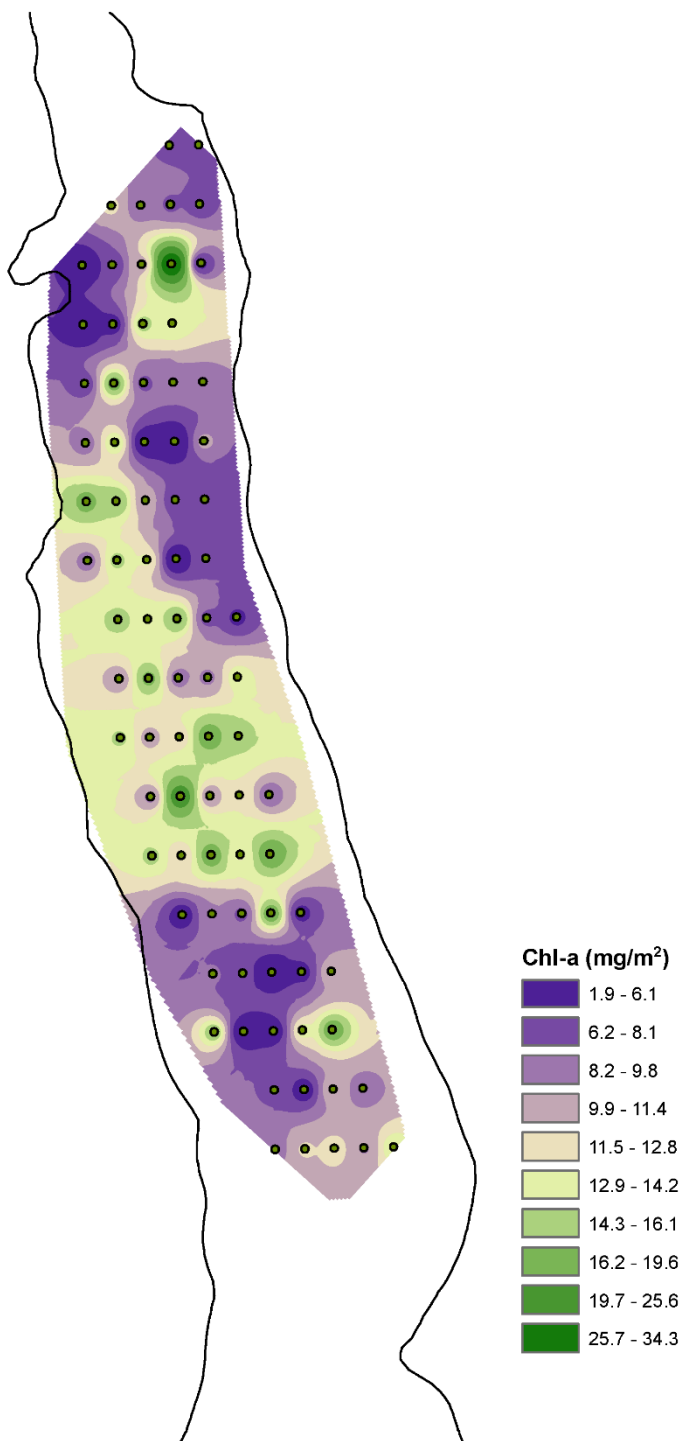 Chl-a (mg/m²)
1.9 - 6.1
6.2 - 8.1
8.2 - 9.8
9.9 - 11.4
11.5 - 12.8
12.9 - 14.2
14.3 - 16.1
16.2 - 19.6
19.7 - 25.6
25.7 - 34.3